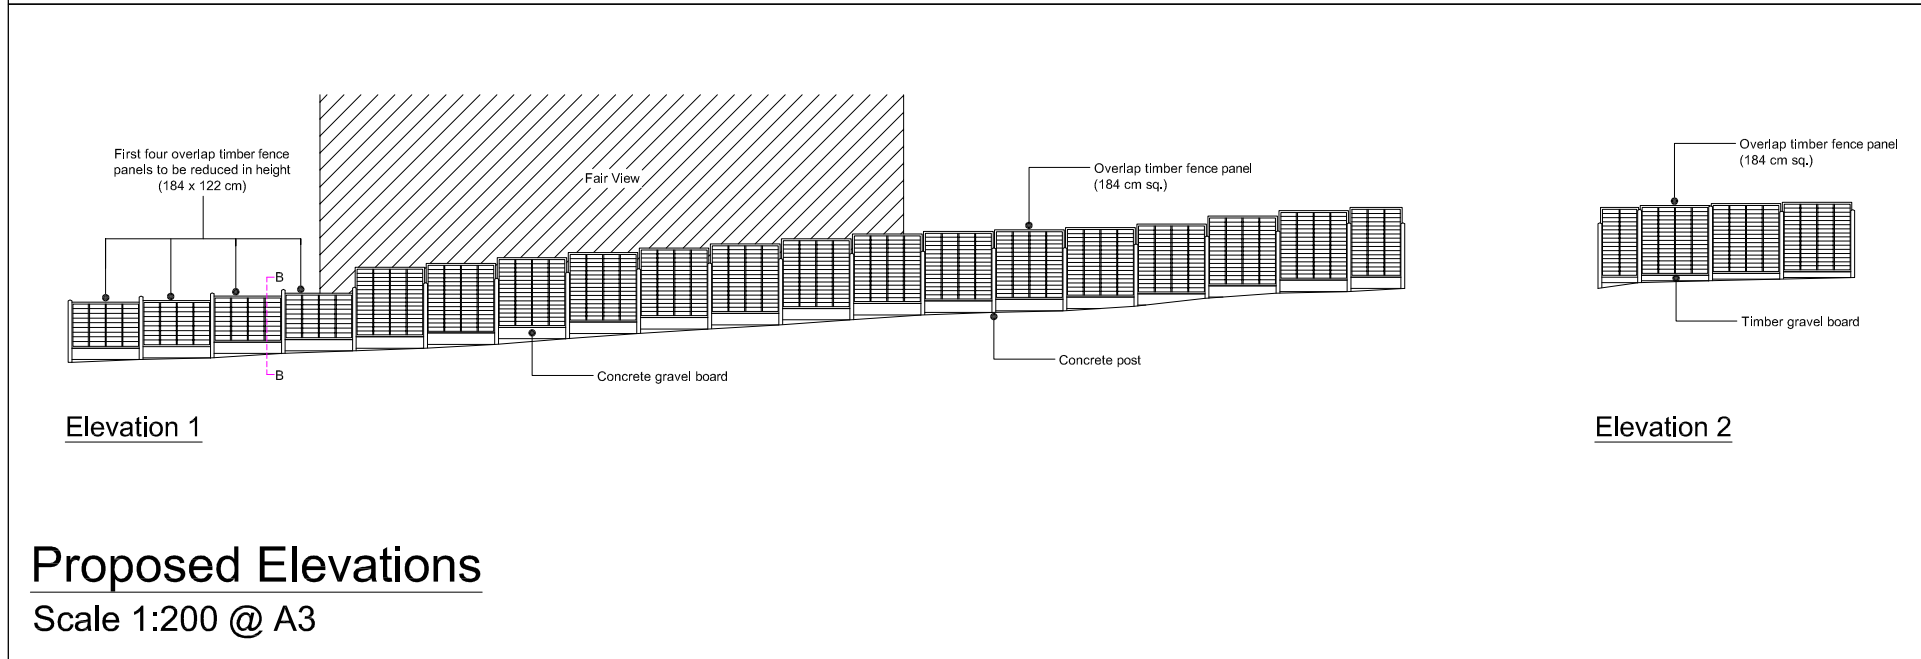 First four overlap timber fence
panels to be reduced in height
(184 x 122 cm)
Fair View
Overlap timber fence panel
(184 cm sq.)
Overlap timber fence panel
(184 cm sq.)
B
B
Concrete gravel board
Concrete post
Timber gravel board
Elevation 1
Elevation 2
Proposed Elevations
Scale 1:200 @ A3